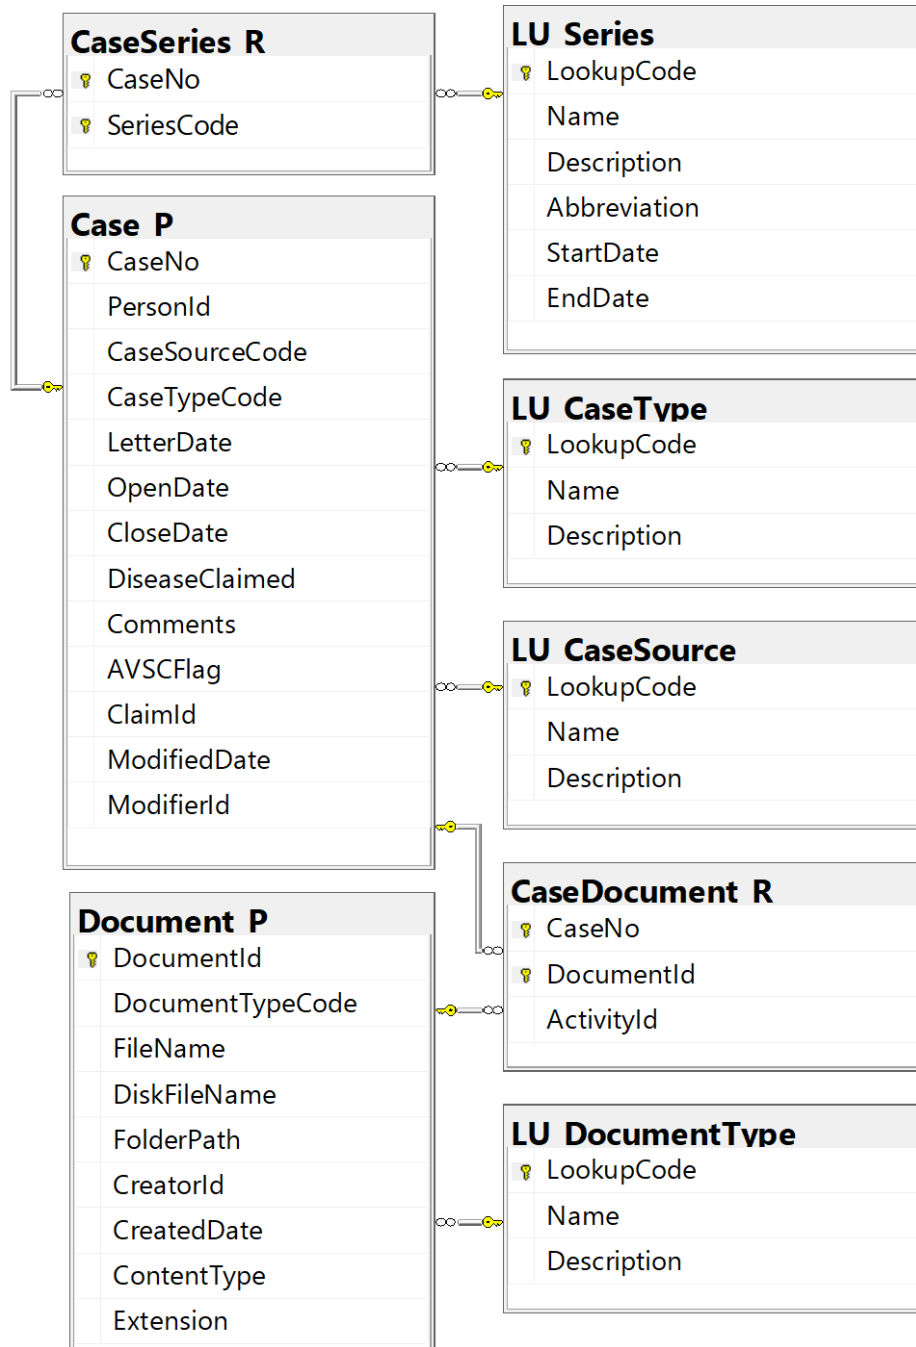 CaseSeries_R
CaseNo
SeriesCode
Case_P
CaseNo
PersonId
CaseSourceCode
CaseTypeCode
LetterDate
OpenDate
CloseDate
DiseaseClaimed
Comments
AVSCFlag
ClaimId
ModifiedDate
ModifierId
Document_P
DocumentId
DocumentTypeCode
FileName
DiskFileName
FolderPath
CreatorId
CreatedDate
ContentType
Extension
LU_Series
LookupCode
Name
Description
Abbreviation
StartDate
EndDate
LU_CaseType
LookupCode
Name
Description
LU_CaseSource
LookupCode
Name
Description
CaseDocument_R
CaseNo
DocumentId
ActivityId
LU_DocumentType
LookupCode
Name
Description